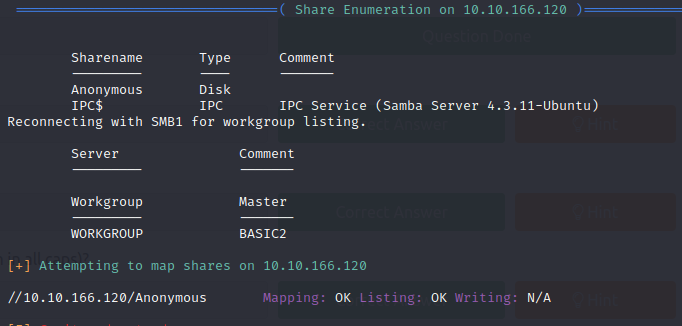 ( Share Enumeration on 10.10.166.120 )
Sharename Type Comment
Anonymous Disk
IPC$ IPC IPC Service (Samba Server 4.3.11-Ubuntu)
Reconnecting with SMB1 for workgroup listing.
Server Comment
Workgroup Master
WORKGROUP BASIC2
[+] Attempting to map shares on 10.10.166.120
//10.10.166.120/Anonymous Mapping: OK Listing: OK Writing: N/A